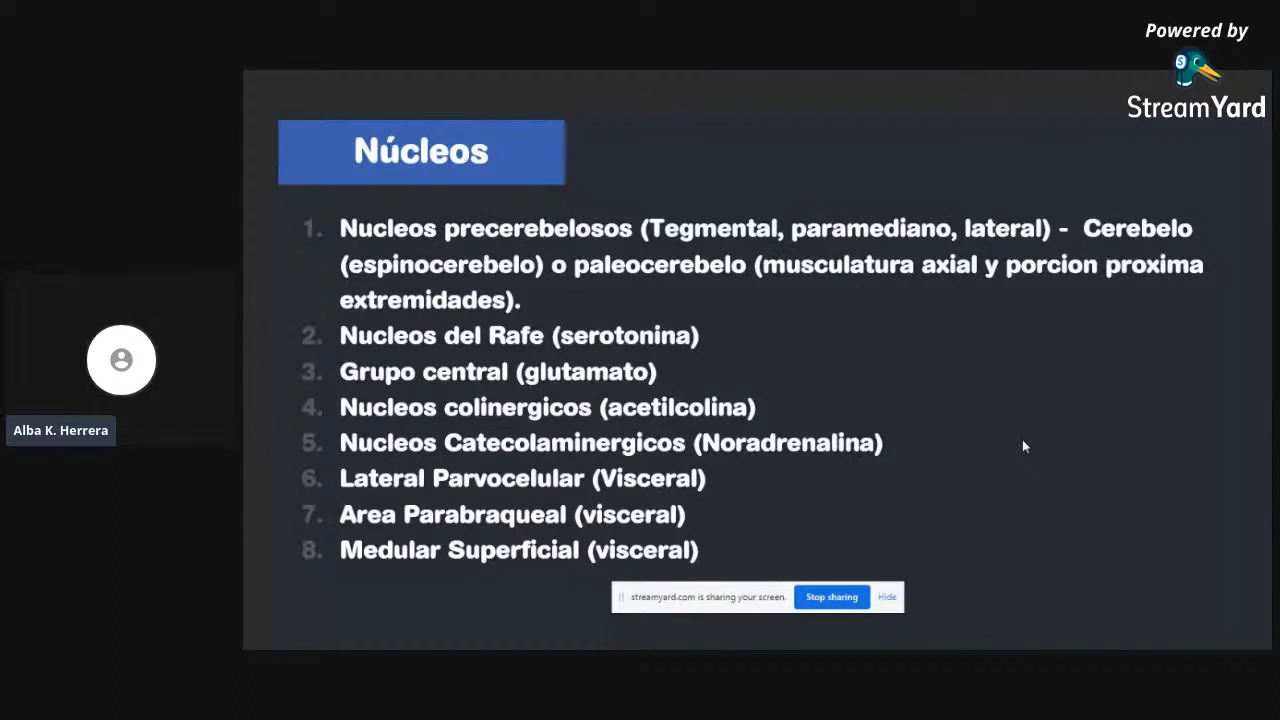 Powered by
StreamYard
Núcleos
1. Nucleos precerebelosos (Tegmental, paramediano, lateral) - Cerebelo
(espinocerebelo) o paleocerebelo (musculatura axial y porcion proxima
extremidades).
2. Nucleos del Rafe (serotonina)
3. Grupo central (glutamato)
4. Nucleos colinergicos (acetilcolina)
5. Nucleos Catecolaminergicos (Noradrenalina)
6. Lateral Parvocelular (Visceral)
7. Area Parabraqueal (visceral)
8. Medular Superficial (visceral)
Alba K. Herrera
streamyard.com is sharing your screen. Stop sharing Hide